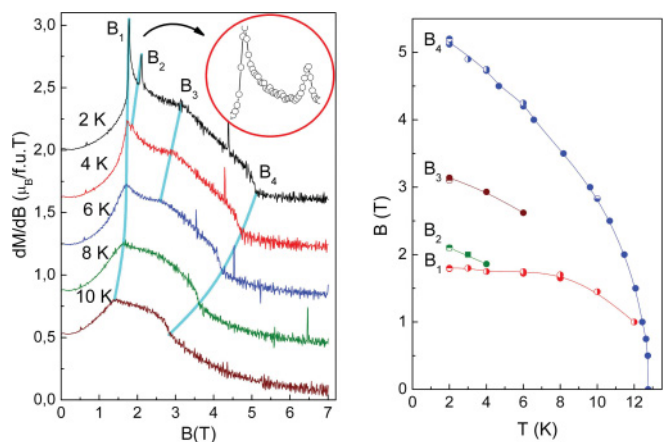 3,0
2,5
2,0
1,5
1,0
0,5
0,0
dM/dB (μ_B/f.u.T)
B₁
B₂
B₃
B₄
2 K
4 K
6 K
8 K
10 K
0 1 2 3 4 5 6 7
B(T)
5
4
3
2
1
0
B (T)
B₄
B₃
B₂
B₁
0 2 4 6 8 10 12
T (K)